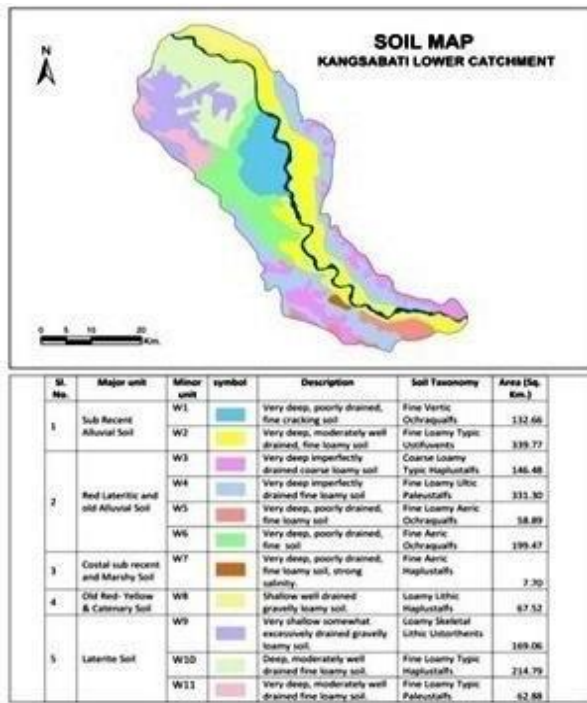 SOIL MAP
KANGSABATI LOWER CATCHMENT
N
0 5 10 20
Km.
Sl. No. Major unit Minor unit symbol Description Soil Taxonomy Area (Sq. Km.)
1 Sub Recent Alluvial Soil W1 Very deep, poorly drained, fine cracking soil Fine Vertic Ochraqualfs 132.66
W2 Very deep, moderately well drained, fine loamy soil Fine Loamy Typic Ustifluvents 339.77
2 Red Lateritic and old Alluvial Soil W3 Very deep imperfectly drained coarse loamy soil Coarse Loamy Typic Haplustalfs 146.48
W4 Very deep imperfectly drained fine loamy soil Fine Loamy Ultic Paleustalfs 331.30
W5 Very deep, poorly drained, fine loamy soil Fine Loamy Aeric Ochraqualfs 58.89
W6 Very deep, poorly drained, fine soil Fine Aeric Ochraqualfs 199.47
3 Costal sub recent and Marshy Soil W7 Very deep, poorly drained, fine loamy soil, strong salinity. Fine Aeric Haplustalfs 7.70
4 Old Red- Yellow & Catenary Soil W8 Shallow well drained gravelly loamy soil. Loamy Lithic Haplustalfs 67.52
5 Laterite Soil W9 Very shallow somewhat excessively drained gravelly loamy soil. Loamy Skeletal Lithic Ustorthents 169.06
W10 Deep, moderately well drained fine loamy soil. Fine Loamy Typic Haplustalfs 214.79
W11 Very deep, moderately well drained fine loamy soil. Fine Loamy Typic Paleustalfs 62.88